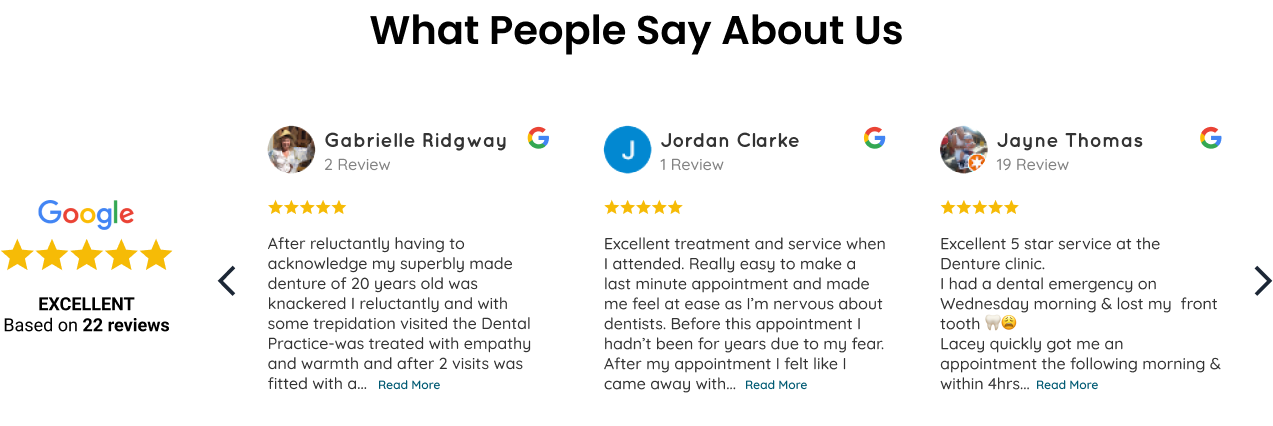 What People Say About Us
Google
EXCELLENT
Based on 22 reviews
Gabrielle Ridgway
2 Review
After reluctantly having to
acknowledge my superbly made
denture of 20 years old was
knackered I reluctantly and with
some trepidation visited the Dental
Practice-was treated with empathy
and warmth and after 2 visits was
fitted with a... Read More
J
Jordan Clarke
1 Review
Excellent treatment and service when
I attended. Really easy to make a
last minute appointment and made
me feel at ease as I’m nervous about
dentists. Before this appointment I
hadn’t been for years due to my fear.
After my appointment I felt like I
came away with... Read More
Jayne Thomas
19 Review
Excellent 5 star service at the
Denture clinic.
I had a dental emergency on
Wednesday morning & lost my front
tooth 🦷😩
Lacey quickly got me an
appointment the following morning &
within 4hrs... Read More